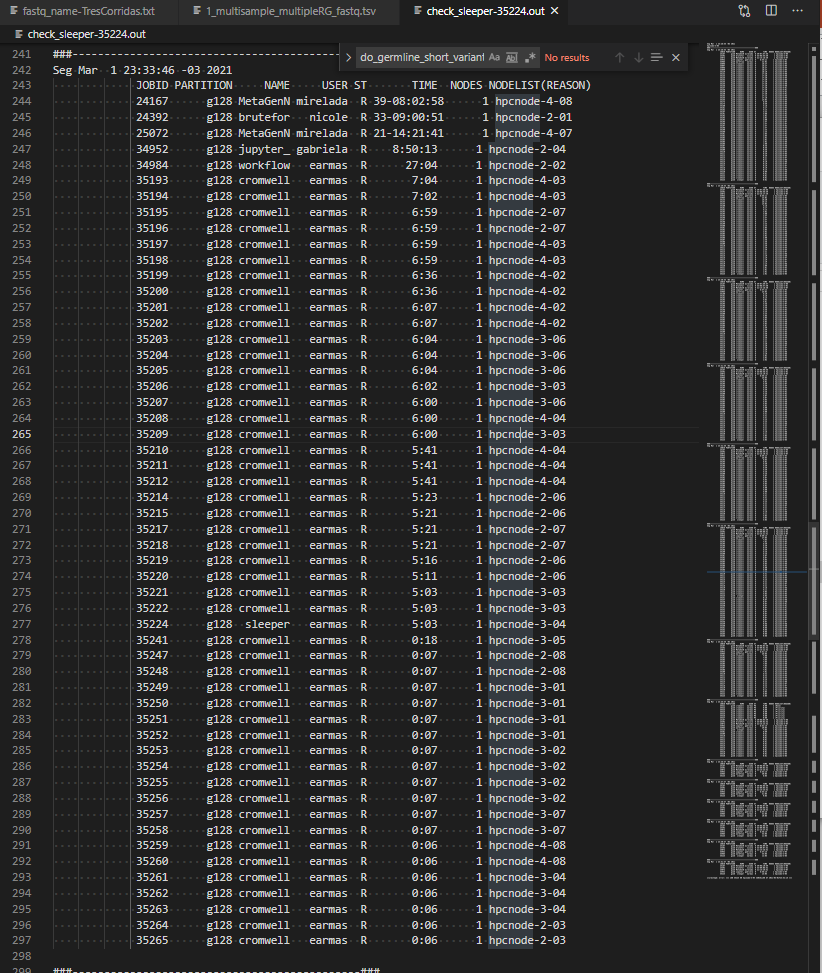 fastq_name-TresCorridas.txt 1_multisample_multipleRG_fastq.tsv check_sleeper-35224.out
check_sleeper-35224.out
do_germline_short_variant Aa Ab No results
241 ###-------------------------------------------
242 Seg Mar  1 23:33:46 -03 2021
243 JOBID PARTITION NAME USER ST TIME NODES NODELIST(REASON)
244 24167 g128 MetaGenN mirelada R 39-08:02:58 1 hpcnode-4-08
245 24392 g128 brutefor nicole R 33-09:00:51 1 hpcnode-2-01
246 25072 g128 MetaGenN mirelada R 21-14:21:41 1 hpcnode-4-07
247 34952 g128 jupyter_ gabriela R 8:50:13 1 hpcnode-2-04
248 34984 g128 workflow earmas R 27:04 1 hpcnode-2-02
249 35193 g128 cromwell earmas R 7:04 1 hpcnode-4-03
250 35194 g128 cromwell earmas R 7:02 1 hpcnode-4-03
251 35195 g128 cromwell earmas R 6:59 1 hpcnode-2-07
252 35196 g128 cromwell earmas R 6:59 1 hpcnode-2-07
253 35197 g128 cromwell earmas R 6:59 1 hpcnode-4-03
254 35198 g128 cromwell earmas R 6:59 1 hpcnode-4-03
255 35199 g128 cromwell earmas R 6:36 1 hpcnode-4-02
256 35200 g128 cromwell earmas R 6:36 1 hpcnode-4-02
257 35201 g128 cromwell earmas R 6:07 1 hpcnode-4-02
258 35202 g128 cromwell earmas R 6:07 1 hpcnode-4-02
259 35203 g128 cromwell earmas R 6:04 1 hpcnode-3-06
260 35204 g128 cromwell earmas R 6:04 1 hpcnode-3-06
261 35205 g128 cromwell earmas R 6:04 1 hpcnode-3-06
262 35206 g128 cromwell earmas R 6:02 1 hpcnode-3-03
263 35207 g128 cromwell earmas R 6:00 1 hpcnode-3-06
264 35208 g128 cromwell earmas R 6:00 1 hpcnode-4-04
265 35209 g128 cromwell earmas R 6:00 1 hpcnode-3-03
266 35210 g128 cromwell earmas R 5:41 1 hpcnode-4-04
267 35211 g128 cromwell earmas R 5:41 1 hpcnode-4-04
268 35212 g128 cromwell earmas R 5:41 1 hpcnode-4-04
269 35214 g128 cromwell earmas R 5:23 1 hpcnode-2-06
270 35215 g128 cromwell earmas R 5:21 1 hpcnode-2-06
271 35217 g128 cromwell earmas R 5:21 1 hpcnode-2-07
272 35218 g128 cromwell earmas R 5:21 1 hpcnode-2-07
273 35219 g128 cromwell earmas R 5:16 1 hpcnode-2-06
274 35220 g128 cromwell earmas R 5:11 1 hpcnode-2-06
275 35221 g128 cromwell earmas R 5:03 1 hpcnode-3-03
276 35222 g128 cromwell earmas R 5:03 1 hpcnode-3-03
277 35224 g128 sleeper earmas R 5:03 1 hpcnode-3-04
278 35241 g128 cromwell earmas R 0:18 1 hpcnode-3-05
279 35247 g128 cromwell earmas R 0:07 1 hpcnode-2-08
280 35248 g128 cromwell earmas R 0:07 1 hpcnode-2-08
281 35249 g128 cromwell earmas R 0:07 1 hpcnode-3-01
282 35250 g128 cromwell earmas R 0:07 1 hpcnode-3-01
283 35251 g128 cromwell earmas R 0:07 1 hpcnode-3-01
284 35252 g128 cromwell earmas R 0:07 1 hpcnode-3-01
285 35253 g128 cromwell earmas R 0:07 1 hpcnode-3-02
286 35254 g128 cromwell earmas R 0:07 1 hpcnode-3-02
287 35255 g128 cromwell earmas R 0:07 1 hpcnode-3-02
288 35256 g128 cromwell earmas R 0:07 1 hpcnode-3-02
289 35257 g128 cromwell earmas R 0:07 1 hpcnode-3-07
290 35258 g128 cromwell earmas R 0:07 1 hpcnode-3-07
291 35259 g128 cromwell earmas R 0:06 1 hpcnode-4-08
292 35260 g128 cromwell earmas R 0:06 1 hpcnode-4-08
293 35261 g128 cromwell earmas R 0:06 1 hpcnode-3-04
294 35262 g128 cromwell earmas R 0:06 1 hpcnode-3-04
295 35263 g128 cromwell earmas R 0:06 1 hpcnode-3-04
296 35264 g128 cromwell earmas R 0:06 1 hpcnode-2-03
297 35265 g128 cromwell earmas R 0:06 1 hpcnode-2-03
298
299 ###-------------------------------------------###